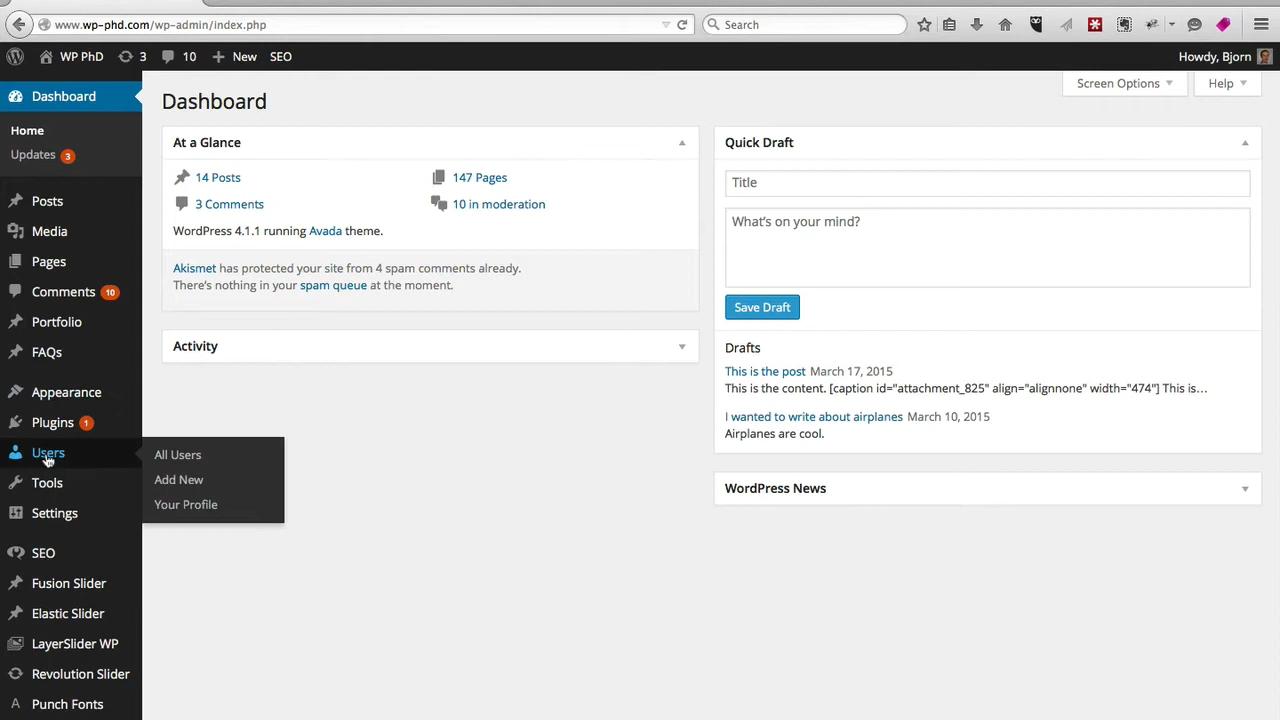 www.wp-phd.com/wp-admin/index.php
Search
WP PhD
3
10
New
SEO
Howdy, Bjorn
Dashboard
Home
Updates 3
Posts
Media
Pages
Comments 10
Portfolio
FAQs
Appearance
Plugins 1
Users
Tools
Settings
SEO
Fusion Slider
Elastic Slider
LayerSlider WP
Revolution Slider
Punch Fonts
All Users
Add New
Your Profile
Screen Options
Help
Dashboard
At a Glance
14 Posts
147 Pages
3 Comments
10 in moderation
WordPress 4.1.1 running Avada theme.
Akismet has protected your site from 4 spam comments already.
There's nothing in your spam queue at the moment.
Activity
Quick Draft
Title
What's on your mind?
Save Draft
Drafts
This is the post March 17, 2015
This is the content. [caption id="attachment_825" align="alignnone" width="474"] This is…
I wanted to write about airplanes March 10, 2015
Airplanes are cool.
WordPress News